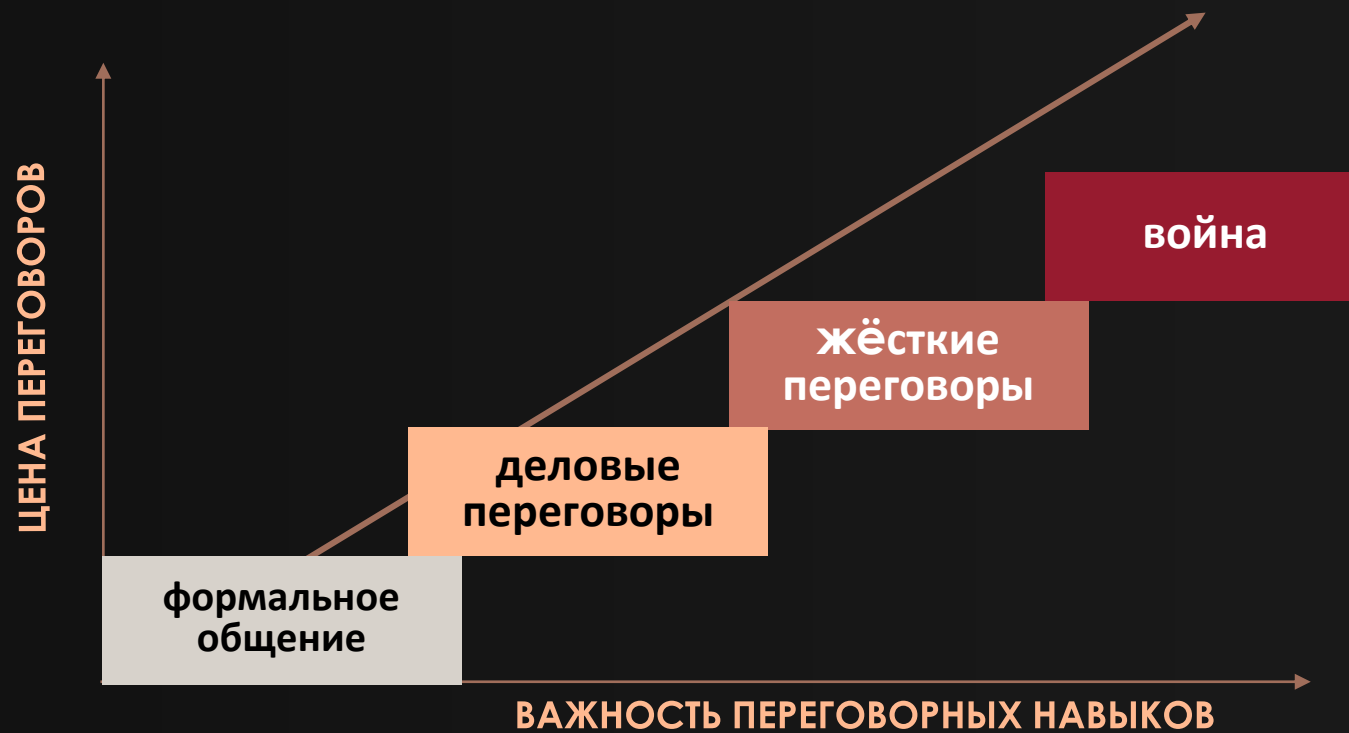 ЦЕНА ПЕРЕГОВОРОВ
война
жёсткие
переговоры
деловые
переговоры
формальное
общение
ВАЖНОСТЬ ПЕРЕГОВОРНЫХ НАВЫКОВ